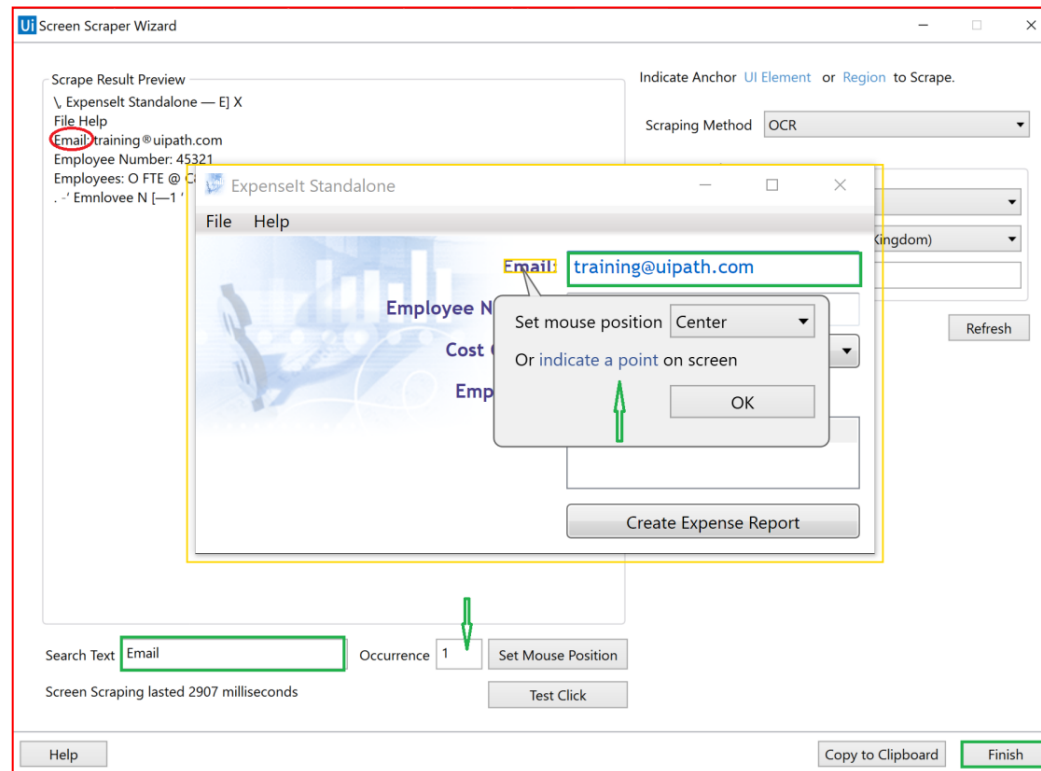 Ui Screen Scraper Wizard
Scrape Result Preview
\, Expenselt Standalone — E] X
File Help
Email: training®uipath.com
Employee Number: 45321
Employees: O FTE @
. -‘ Emnlovee N [—1 ‘
Indicate Anchor UI Element or Region to Scrape.
Scraping Method OCR
Kingdom)
Refresh
ExpenseIt Standalone
File Help
Email: training@uipath.com
Employee N
Cost
Emp
Set mouse position Center
Or indicate a point on screen
OK
Create Expense Report
Search Text Email Occurrence 1 Set Mouse Position
Screen Scraping lasted 2907 milliseconds Test Click
Help Copy to Clipboard Finish